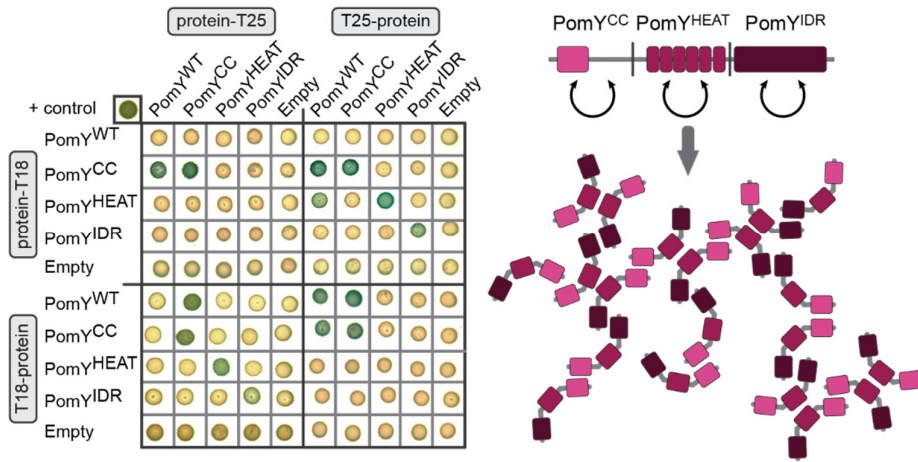 protein-T25 T25-protein
PomY^WT PomY^CC PomY^HEAT PomY^IDR Empty PomY^WT PomY^CC PomY^HEAT PomY^IDR Empty
+ control
protein-T18
PomY^WT
PomY^CC
PomY^HEAT
PomY^IDR
Empty
T18-protein
PomY^WT
PomY^CC
PomY^HEAT
PomY^IDR
Empty
PomY^CC PomY^HEAT PomY^IDR